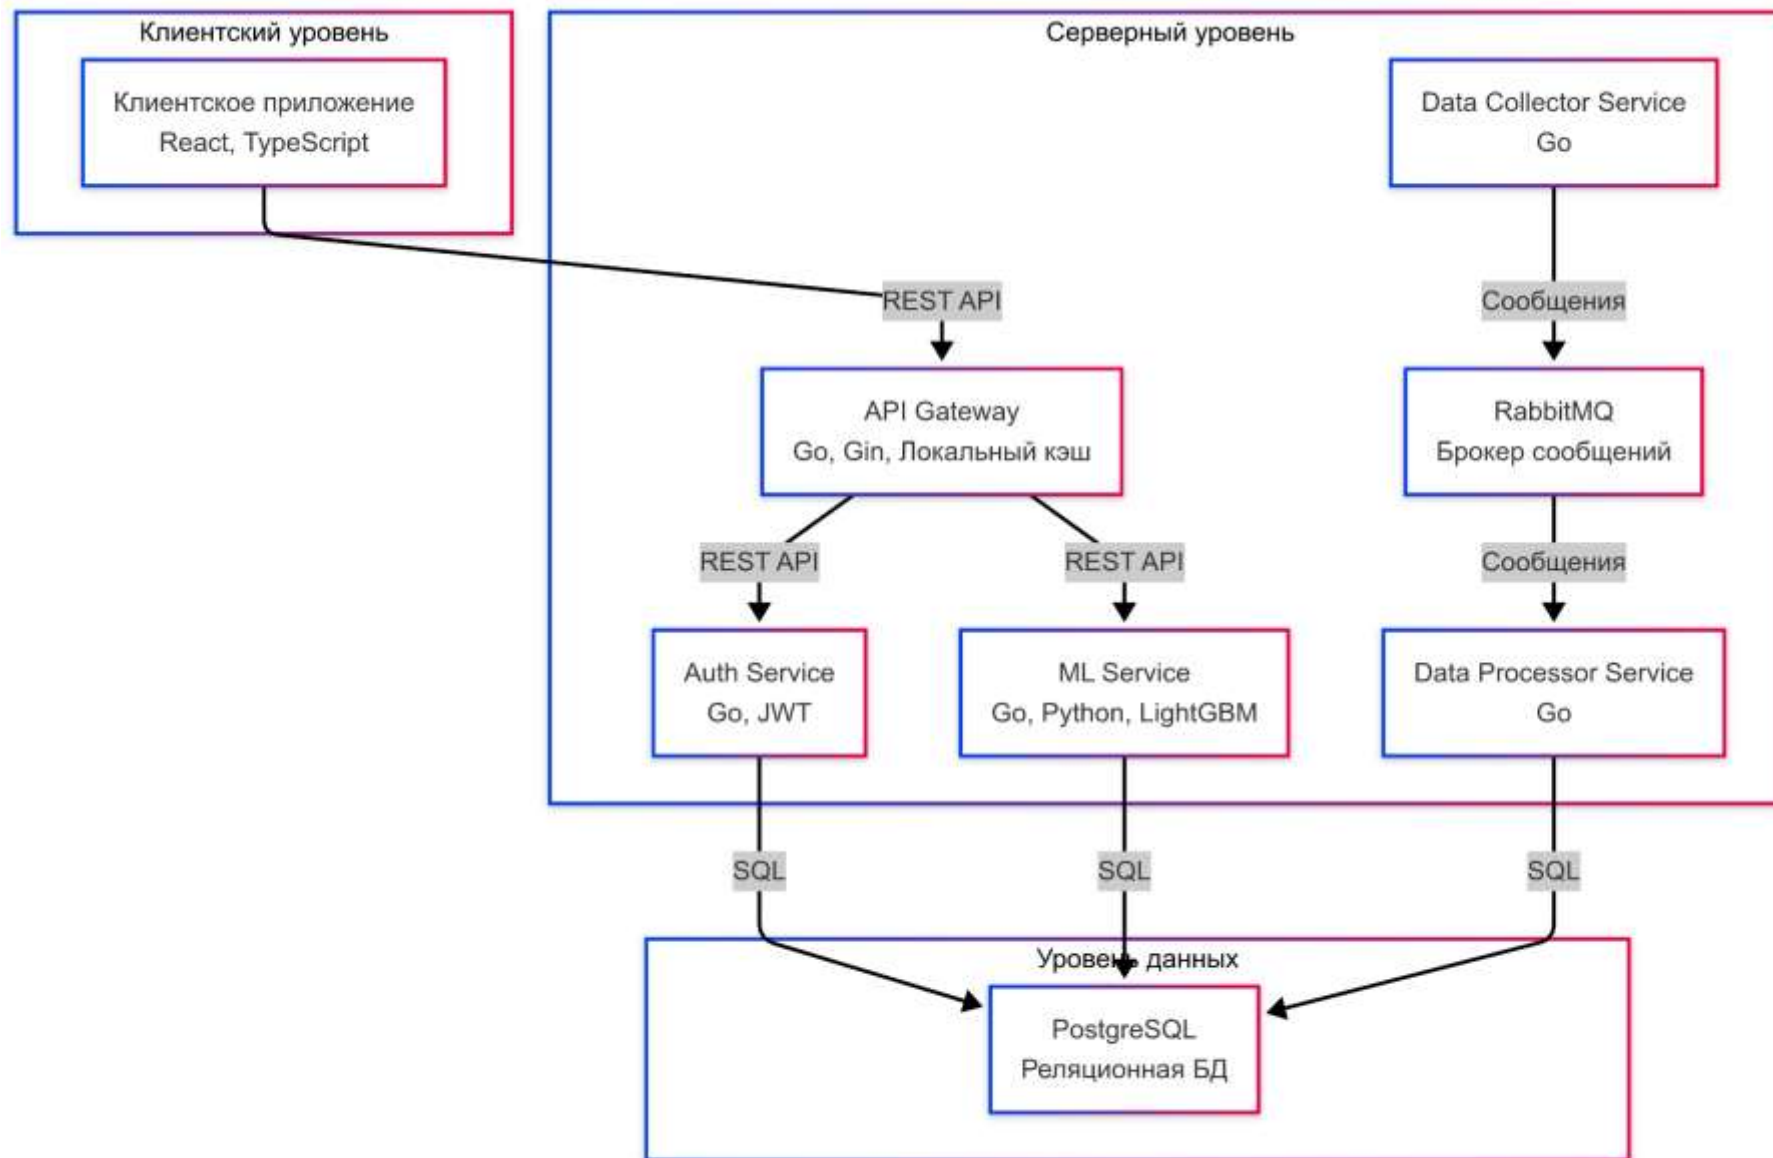 Клиентский уровень
Серверный уровень
Клиентское приложение
React, TypeScript
Data Collector Service
Go
REST API
Сообщения
API Gateway
Go, Gin, Локальный кэш
RabbitMQ
Брокер сообщений
REST API
REST API
Сообщения
Auth Service
Go, JWT
ML Service
Go, Python, LightGBM
Data Processor Service
Go
SQL
SQL
SQL
Уровень данных
PostgreSQL
Реляционная БД